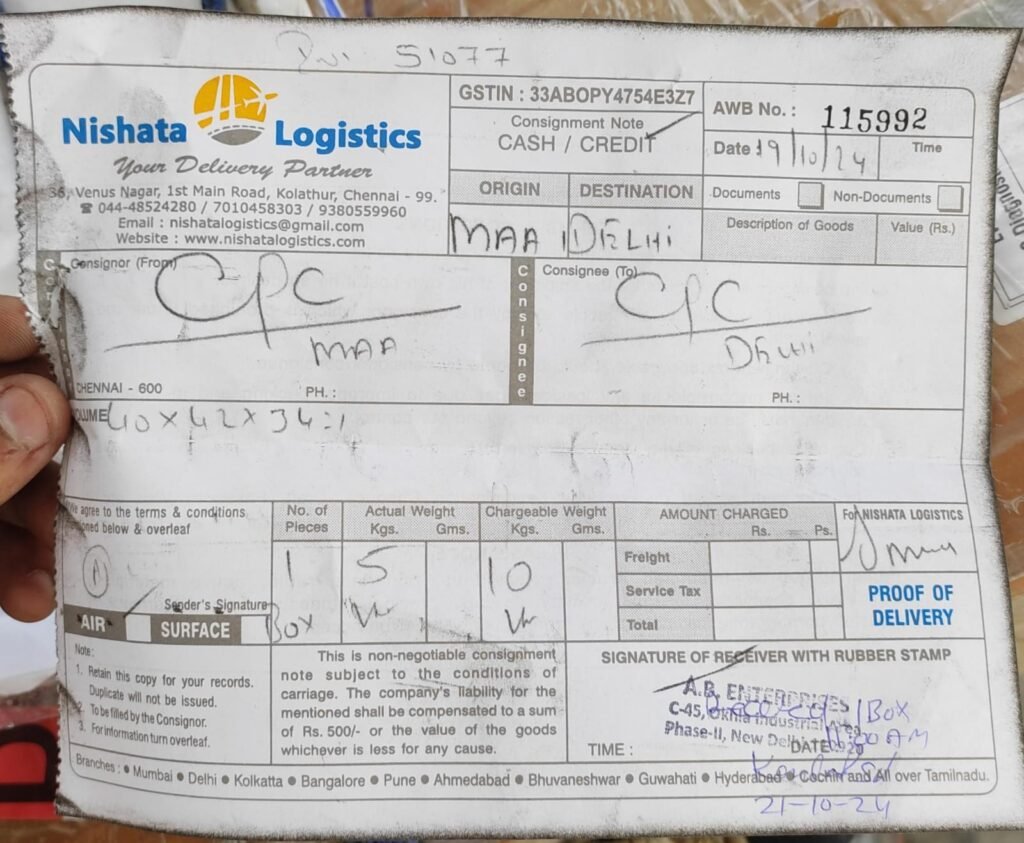 51077
Nishata Logistics
Your Delivery Partner
36, Venus Nagar, 1st Main Road, Kolathur, Chennai - 99.
☎ 044-48524280 / 7010458303 / 9380559960
Email : nishatalogistics@gmail.com
Website : www.nishatalogistics.com
GSTIN : 33ABOPY4754E3Z7
Consignment Note
CASH / CREDIT
AWB No. : 115992
Date 19/10/24 Time
ORIGIN DESTINATION
MAA DELHI
Documents Non-Documents
Description of Goods Value (Rs.)
Consignor (From)
CPC
MAA
CHENNAI - 600 PH. :
Consignee
Consignee (To)
CPC
DELHI
PH. :
VOLUME 40 x 42 x 34 = 1
We agree to the terms & conditions
mentioned below & overleaf
Sender's Signature
AIR SURFACE
No. of Pieces
1
Box
Actual Weight
Kgs. Gms.
5
Chargeable Weight
Kgs. Gms.
10
AMOUNT CHARGED
Rs. Ps.
Freight
Service Tax
Total
For NISHATA LOGISTICS
PROOF OF
DELIVERY
Note:
1. Retain this copy for your records.
Duplicate will not be issued.
2. To be filled by the Consignor.
3. For information turn overleaf.
This is non-negotiable consignment
note subject to the conditions of
carriage. The company's liability for the
mentioned shall be compensated to a sum
of Rs. 500/- or the value of the goods
whichever is less for any cause.
SIGNATURE OF RECEIVER WITH RUBBER STAMP
A.B. ENTERPRISES
C-45, Okhla Industrial Area
Phase-II, New Delhi
Received 1 Box
TIME : DATE
AM
21-10-24
Branches : ● Mumbai ● Delhi ● Kolkatta ● Bangalore ● Pune ● Ahmedabad ● Bhuvaneshwar ● Guwahati ● Hyderabad ● Cochin and All over Tamilnadu.